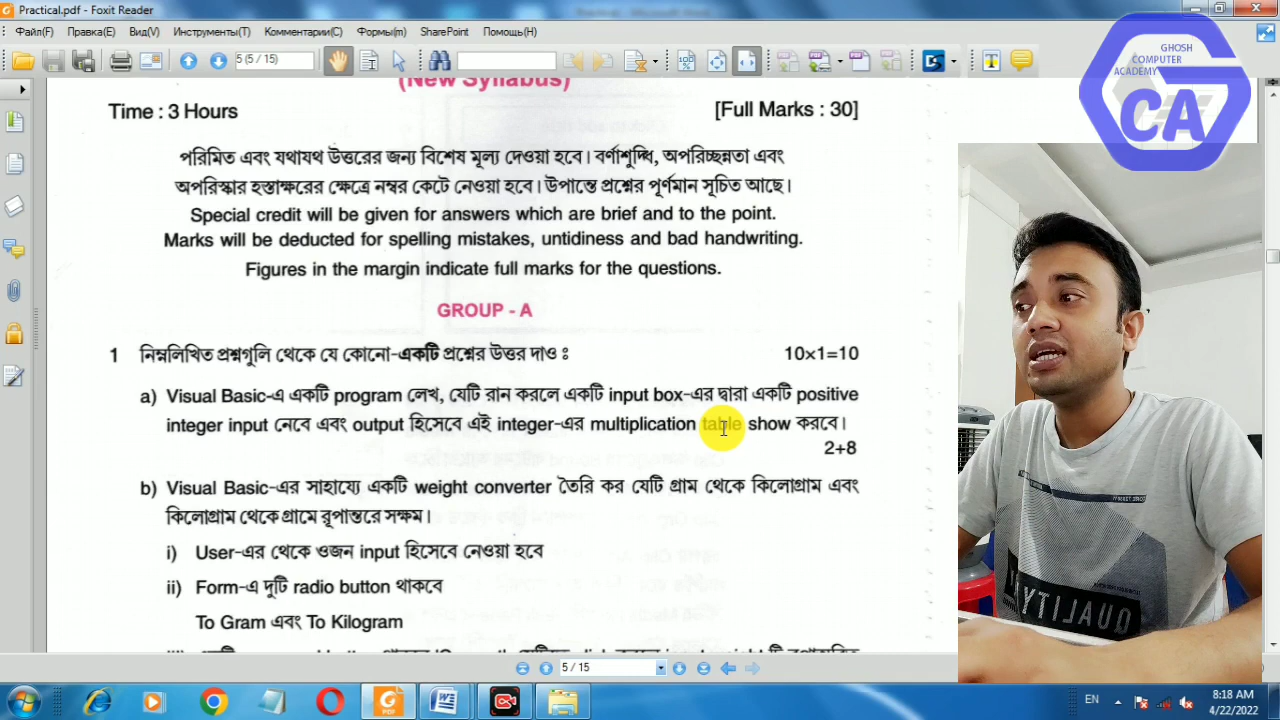 Practical.pdf - Foxit Reader
Файл(F) Правка(E) Вид(V) Инструменты(T) Комментарии(C) Формы(m) SharePoint Помощь(H)
5 (5 / 15)
100 %
GHOSH
COMPUTER
ACADEMY
CA
(New Syllabus)
Time : 3 Hours [Full Marks : 30]
পরিমিত এবং যথাযথ উত্তরের জন্য বিশেষ মূল্য দেওয়া হবে। বর্ণাশুদ্ধি, অপরিচ্ছন্নতা এবং
অপরিস্কার হস্তাক্ষরের ক্ষেত্রে নম্বর কেটে নেওয়া হবে। উপান্তে প্রশ্নের পূর্ণমান সূচিত আছে।
Special credit will be given for answers which are brief and to the point.
Marks will be deducted for spelling mistakes, untidiness and bad handwriting.
Figures in the margin indicate full marks for the questions.
GROUP - A
1 নিম্নলিখিত প্রশ্নগুলি থেকে যে কোনো-একটি প্রশ্নের উত্তর দাও ঃ 10×1=10
a) Visual Basic-এ একটি program লেখ, যেটি রান করলে একটি input box-এর দ্বারা একটি positive
integer input নেবে এবং output হিসেবে এই integer-এর multiplication table show করবে।
2+8
b) Visual Basic-এর সাহায্যে একটি weight converter তৈরি কর যেটি গ্রাম থেকে কিলোগ্রাম এবং
কিলোগ্রাম থেকে গ্রামে রূপান্তরে সক্ষম।
i) User-এর থেকে ওজন input হিসেবে নেওয়া হবে
ii) Form-এ দুটি radio button থাকবে
To Gram এবং To Kilogram
QUALITY
5 / 15
EN 8:18 AM
4/22/2022